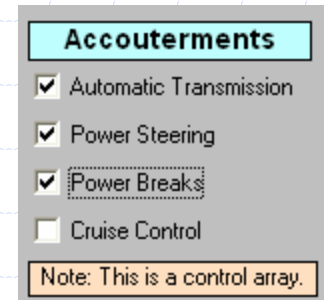 Accouterments
Automatic Transmission
Power Steering
Power Breaks
Cruise Control
Note: This is a control array.